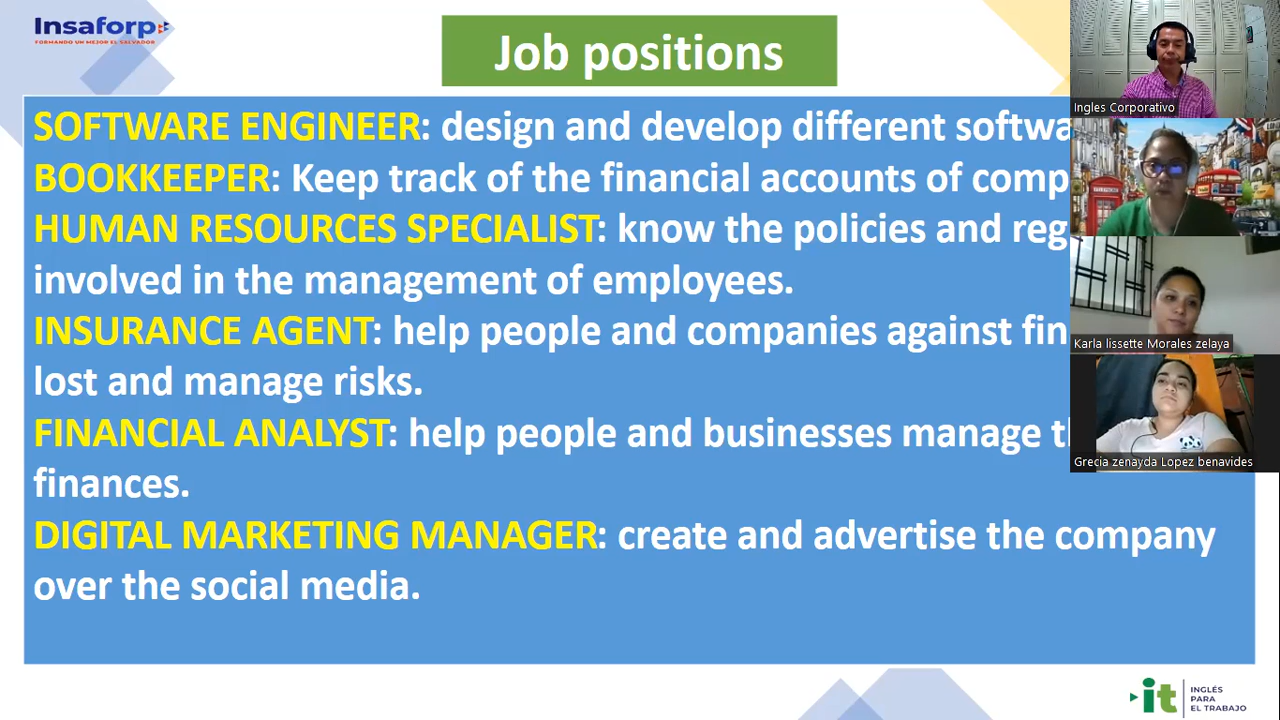 Insaforp
FORMANDO UN MEJOR EL SALVADOR
Job positions
SOFTWARE ENGINEER: design and develop different softwa
BOOKKEEPER: Keep track of the financial accounts of comp
HUMAN RESOURCES SPECIALIST: know the policies and reg
involved in the management of employees.
INSURANCE AGENT: help people and companies against fin
lost and manage risks.
FINANCIAL ANALYST: help people and businesses manage th
finances.
DIGITAL MARKETING MANAGER: create and advertise the company
over the social media.
Ingles Corporativo
Karla lissette Morales zelaya
Grecia zenayda Lopez benavides
it
INGLÉS
PARA
EL TRABAJO